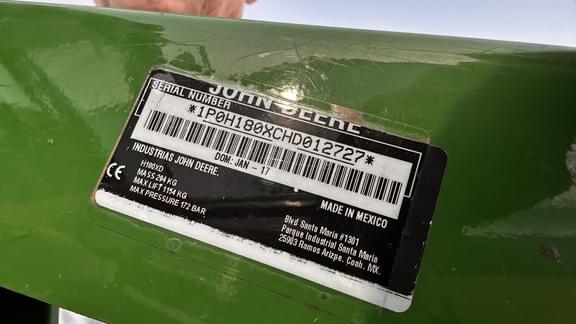 JOHN DEERE
SERIAL NUMBER
*1P0H180XCHD012727*
DOM: JAN - 17
INDUSTRIAS JOHN DEERE.
H180XD
MASS 294 KG
MAX LIFT 1154 KG
MAX PRESSURE 172 BAR
CE
MADE IN MEXICO
Blvd Santa Maria #1301
Parque Industrial Santa Maria
25903 Ramos Arizpe, Coah. MX.